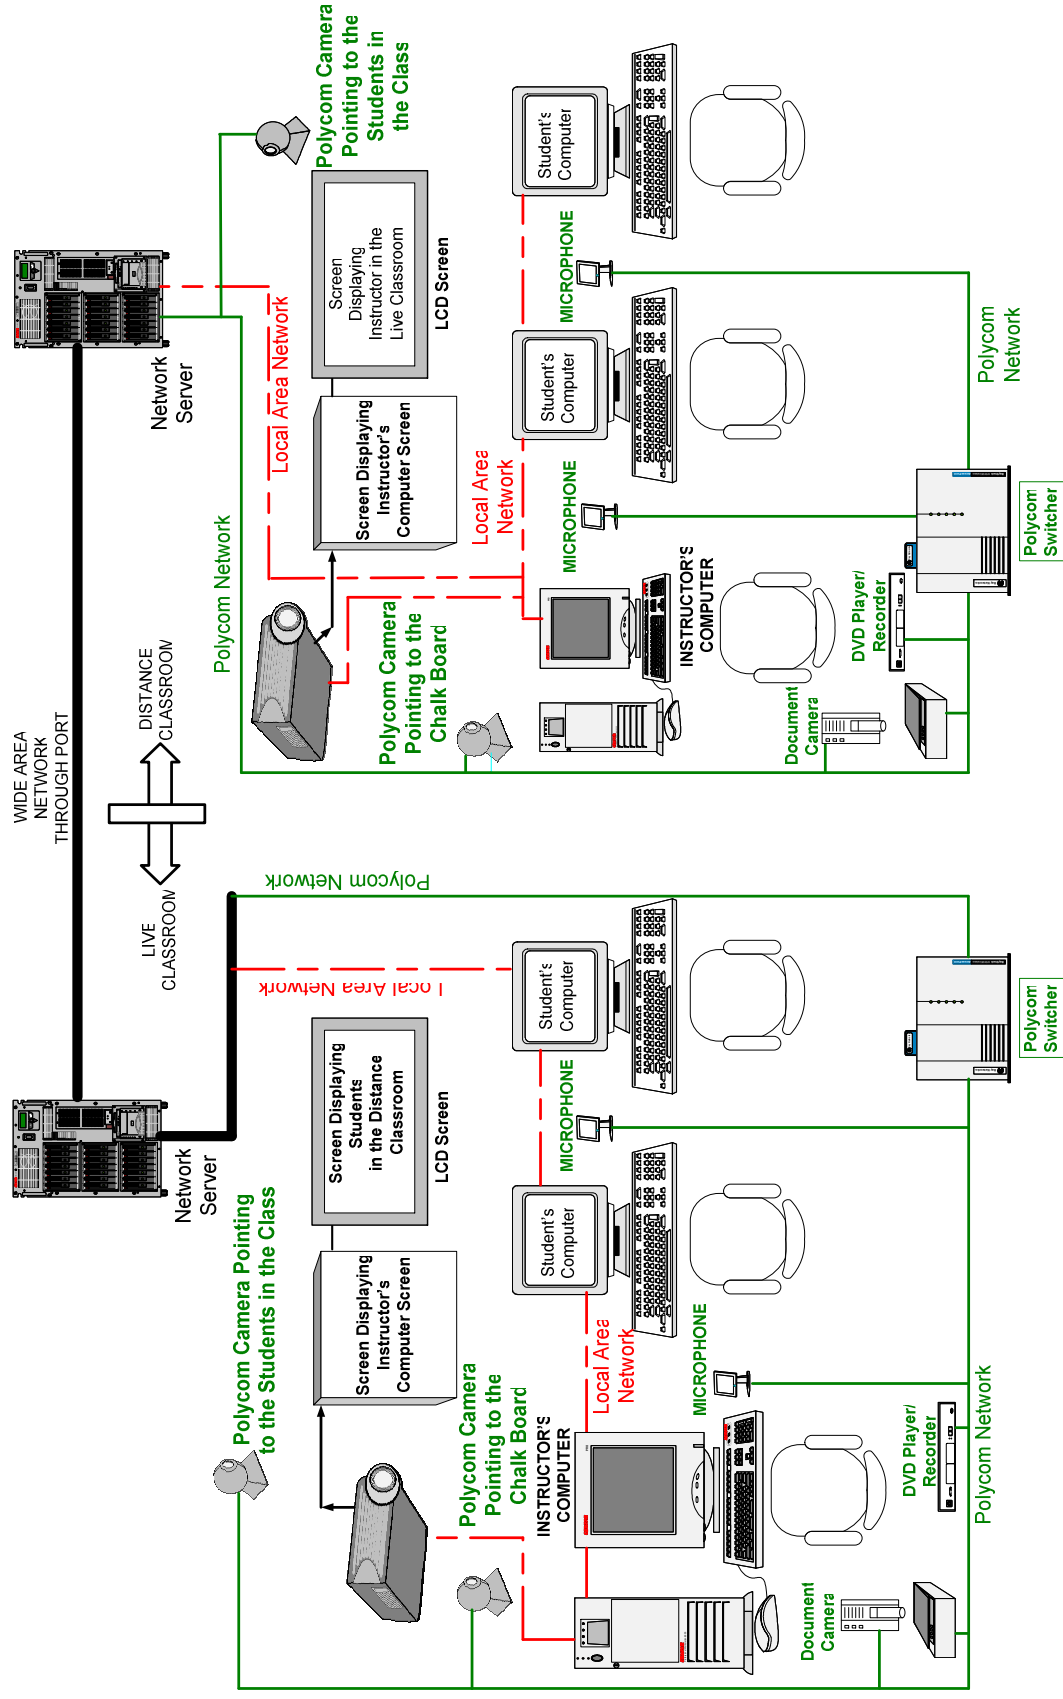 WIDE AREA
NETWORK
THROUGH PORT
LIVE
CLASSROOM
DISTANCE
CLASSROOM
Network
Server
Polycom Camera Pointing
to the Students in the Class
Screen Displaying
Instructor's
Computer Screen
Screen Displaying
Students
in the Distance
Classroom
LCD Screen
Local Area Network
Polycom Network
Polycom Camera
Pointing to the
Chalk Board
INSTRUCTOR'S
COMPUTER
Local Area
Network
Student's
Computer
MICROPHONE
Student's
Computer
MICROPHONE
Document
Camera
DVD Player/
Recorder
Polycom Network
Polycom
Switcher
Network
Server
Polycom Network
Local Area Network
Polycom Camera
Pointing to the
Students in
the Class
Screen Displaying
Instructor's
Computer Screen
Screen
Displaying
Instructor in the
Live Classroom
LCD Screen
Polycom Camera
Pointing to the
Chalk Board
Local Area
Network
INSTRUCTOR'S
COMPUTER
MICROPHONE
Student's
Computer
MICROPHONE
Student's
Computer
Document
Camera
DVD Player/
Recorder
Polycom
Switcher
Polycom
Network